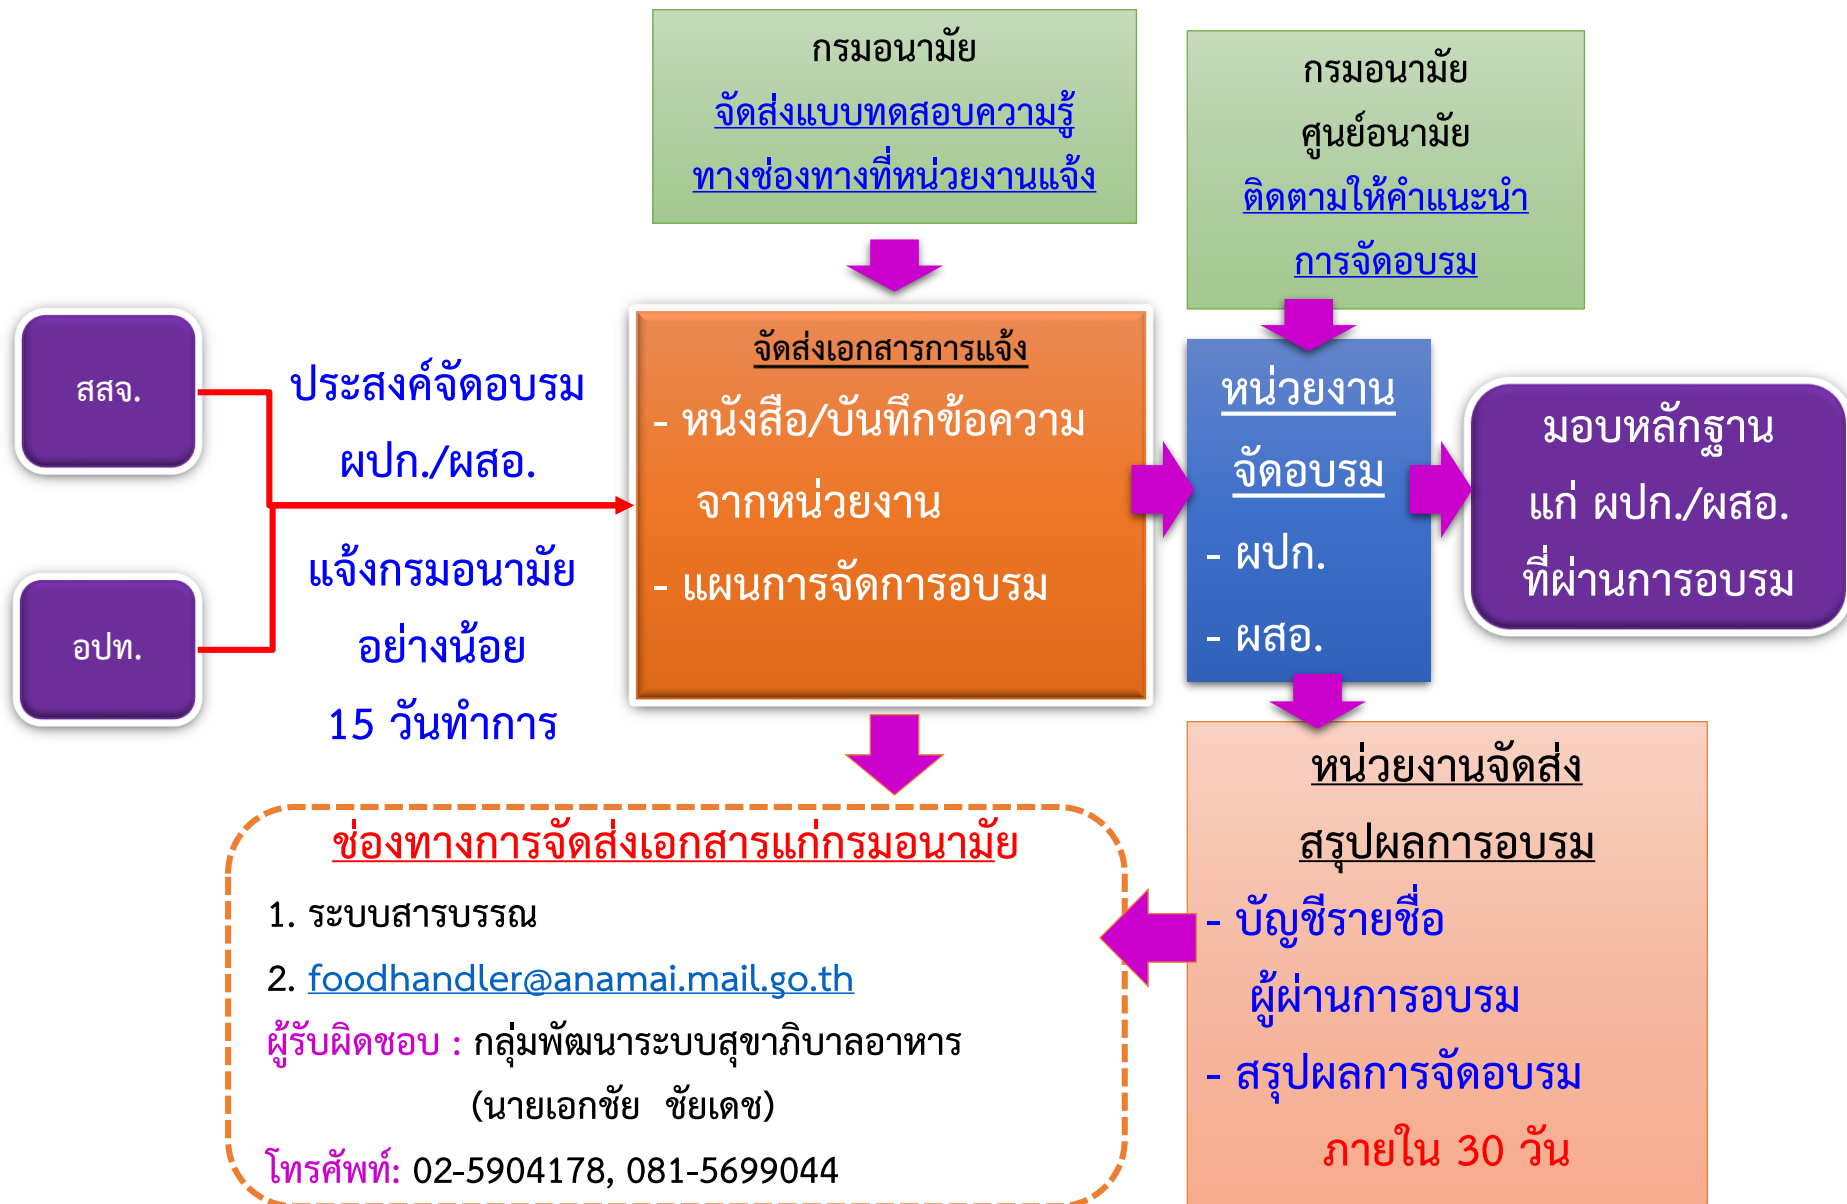 กรมอนามัย
จัดส่งแบบทดสอบความรู้
ทางช่องทางที่หน่วยงานแจ้ง
กรมอนามัย
ศูนย์อนามัย
ติดตามให้คำแนะนำ
การจัดอบรม
สสจ.
อปท.
ประสงค์จัดอบรม
ผปก./ผสอ.
แจ้งกรมอนามัย
อย่างน้อย
15 วันทำการ
จัดส่งเอกสารการแจ้ง
- หนังสือ/บันทึกข้อความ
จากหน่วยงาน
- แผนการจัดการอบรม
หน่วยงาน
จัดอบรม
- ผปก.
- ผสอ.
มอบหลักฐาน
แก่ ผปก./ผสอ.
ที่ผ่านการอบรม
ช่องทางการจัดส่งเอกสารแก่กรมอนามัย
1. ระบบสารบรรณ
2. foodhandler@anamai.mail.go.th
ผู้รับผิดชอบ : กลุ่มพัฒนาระบบสุขาภิบาลอาหาร
(นายเอกชัย ชัยเดช)
โทรศัพท์: 02-5904178, 081-5699044
หน่วยงานจัดส่ง
สรุปผลการอบรม
- บัญชีรายชื่อ
ผู้ผ่านการอบรม
- สรุปผลการจัดอบรม
ภายใน 30 วัน